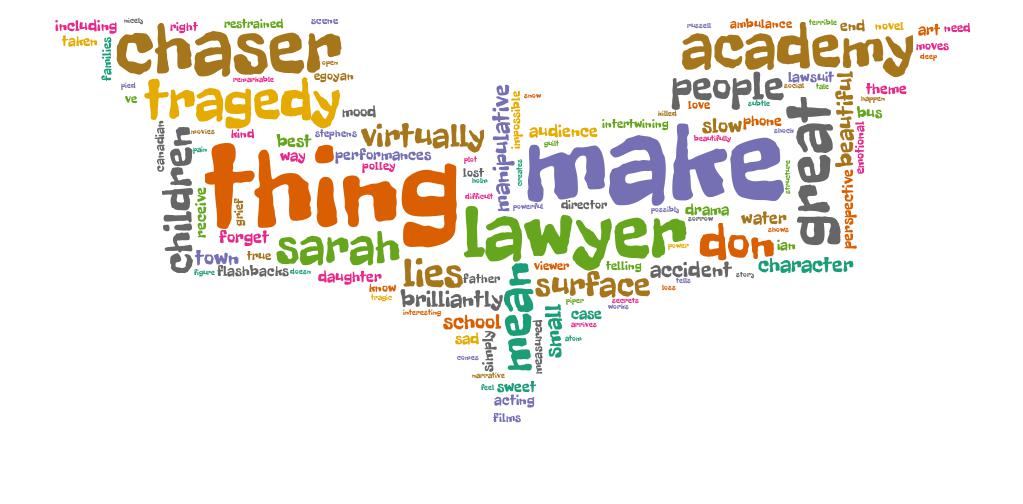 including
nicely
right
restrained
scene
taken
families
chaser
open
egoyan
remarkable
pied
ve
tragedy
mood
russell
ambulance
terrible
end
novel
art
need
academy
moves
deep
people
social
lawsuit
tale
theme
happen
love
subtle
beautiful
bus
canadian
movies
kind
best
stephens
virtually
manipulative
impossible
snow
audience
guilt
intertwining
killed
slow
phone
shock
beautifully
great
emotional
children
pain
way
performances
polley
plot
lost
holm
creates
make
structure
perspective
thing
receive
grief
difficult
powerful
director
possibly
drama
sorrow
water
shows
forget
lawyer
power
don
ian
town
true
sarah
figure
flashbacks
doesn
daughter
know
tragic
lies
father
viewer
telling
accident
story
character
tells
loss
surface
brilliantly
mean
piper
secrets
works
interesting
school
small
case
arrives
sad
simply
measured
atom
comes
narrative
feel
sweet
acting
films